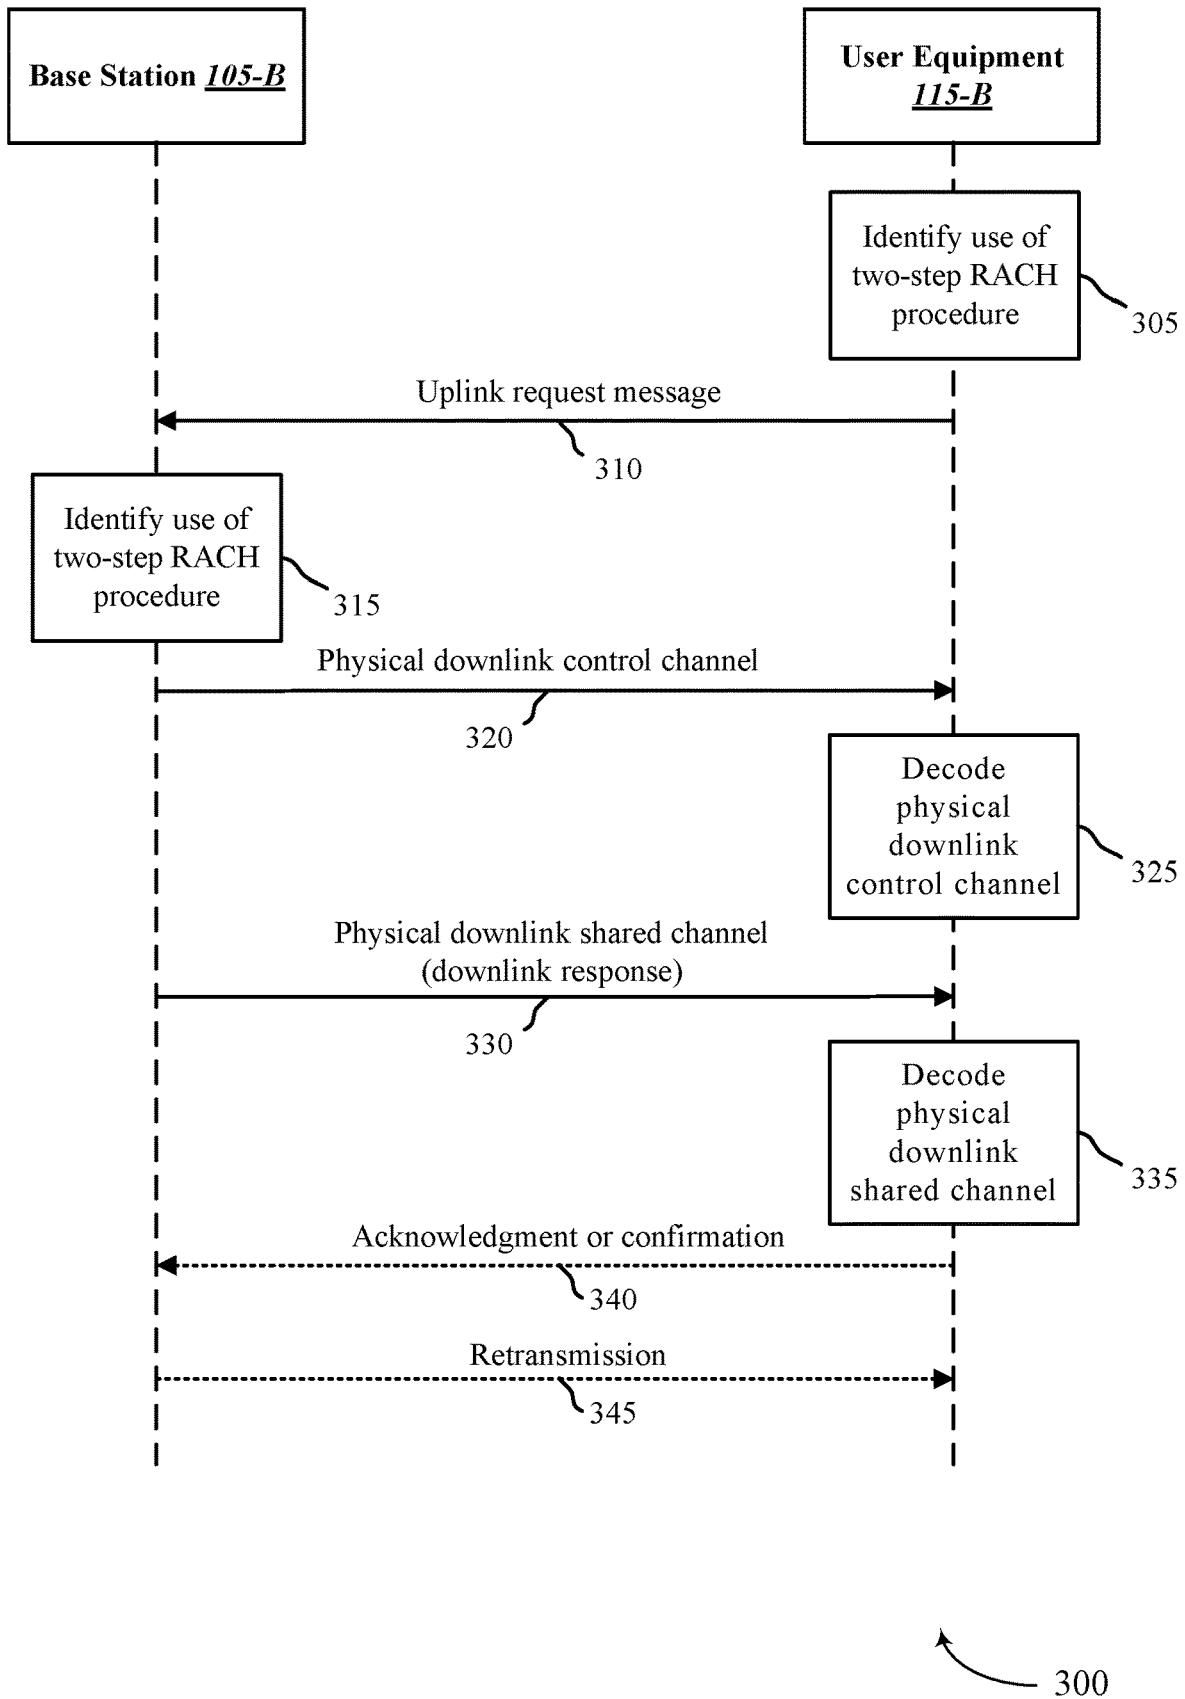 Base Station 105-B
User Equipment
115-B
Identify use of
two-step RACH
procedure
305
Uplink request message
310
Identify use of
two-step RACH
procedure
315
Physical downlink control channel
320
Decode
physical
downlink
control channel
325
Physical downlink shared channel
(downlink response)
330
Decode
physical
downlink
shared channel
335
Acknowledgment or confirmation
340
Retransmission
345
300